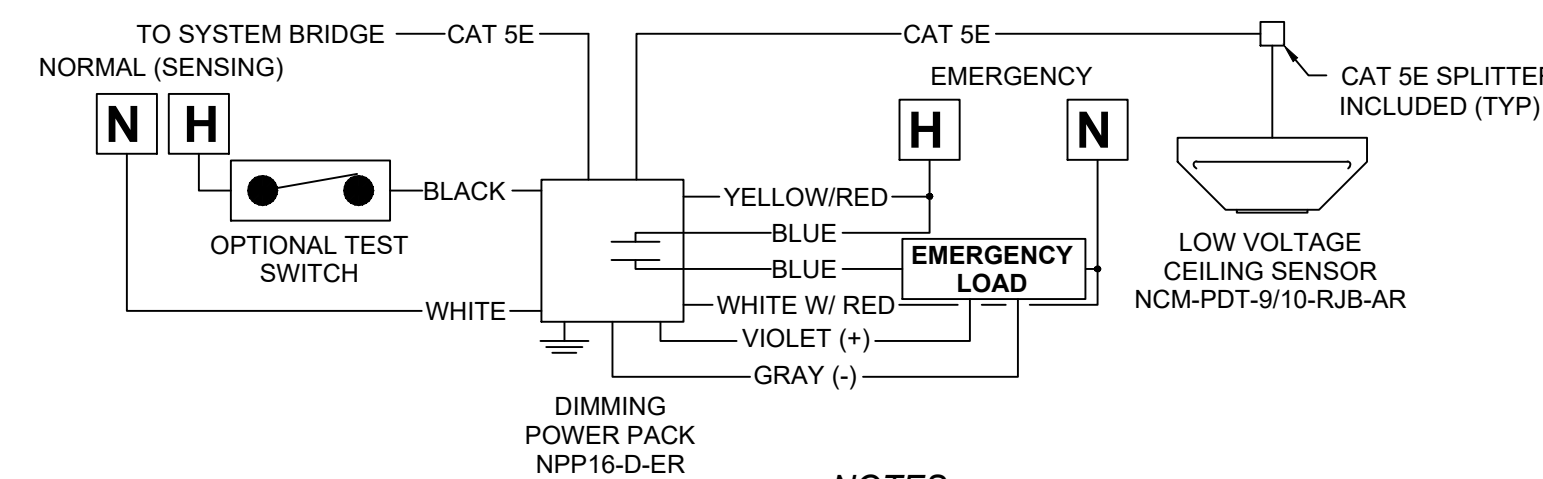 TO SYSTEM BRIDGE
CAT 5E
CAT 5E
NORMAL (SENSING)
EMERGENCY
CAT 5E SPLITTER
INCLUDED (TYP)
N
H
H
N
BLACK
YELLOW/RED
OPTIONAL TEST
SWITCH
BLUE
BLUE
EMERGENCY
LOAD
LOW VOLTAGE
CEILING SENSOR
NCM-PDT-9/10-RJB-AR
WHITE
WHITE W/ RED
VIOLET (+)
GRAY (-)
DIMMING
POWER PACK
NPP16-D-ER
NOTES